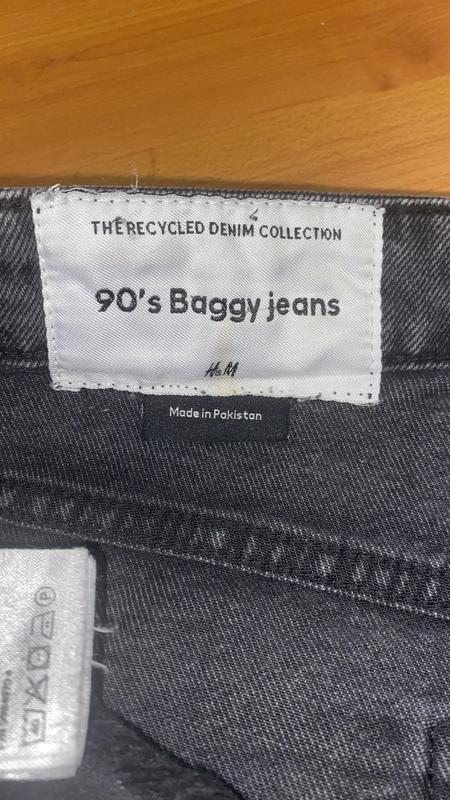 THE RECYCLED DENIM COLLECTION
90's Baggy jeans
H&M
Made in Pakistan
P